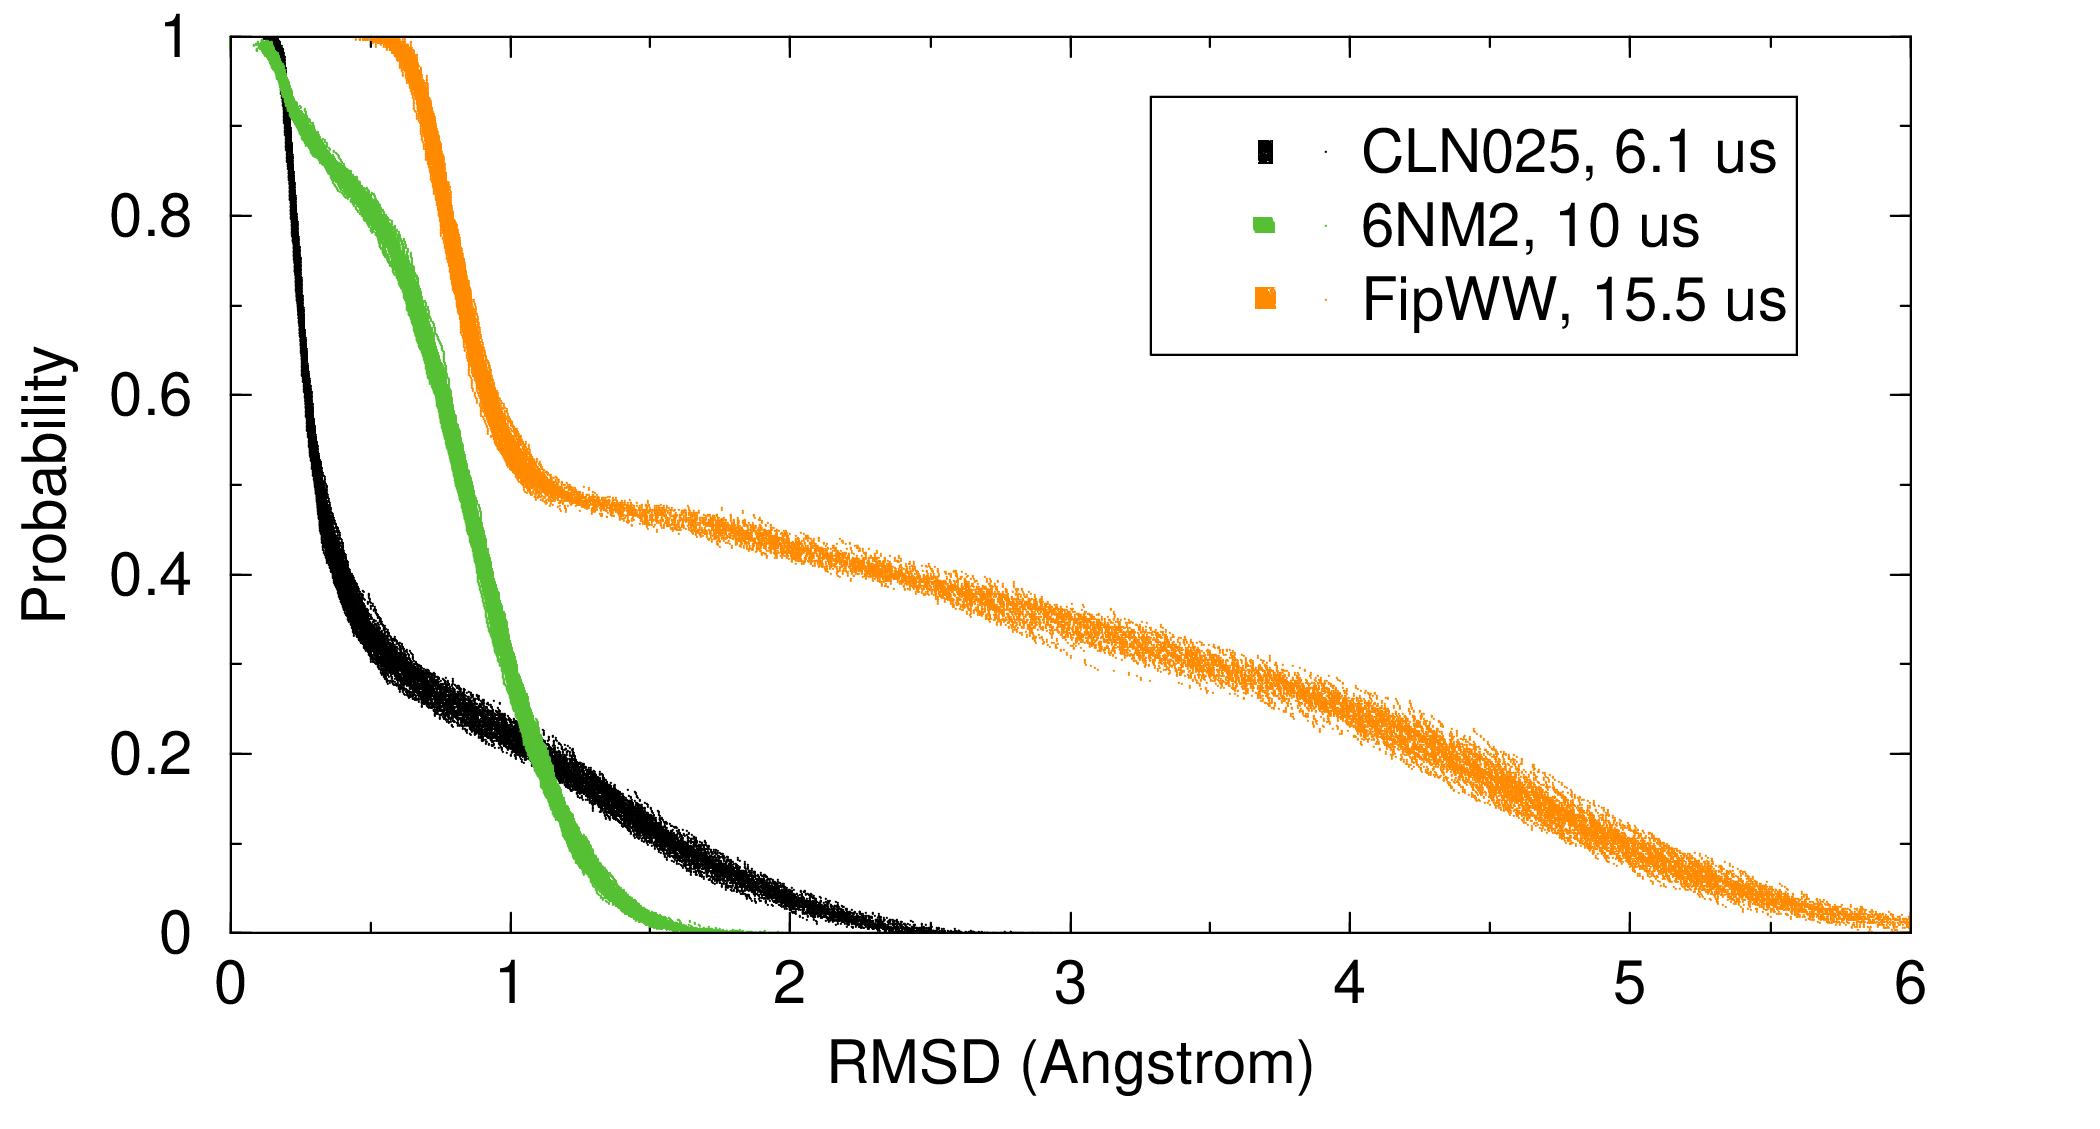 1
0.8
0.6
0.4
0.2
0
Probability
CLN025, 6.1 us
6NM2, 10 us
FipWW, 15.5 us
0 1 2 3 4 5 6
RMSD (Angstrom)